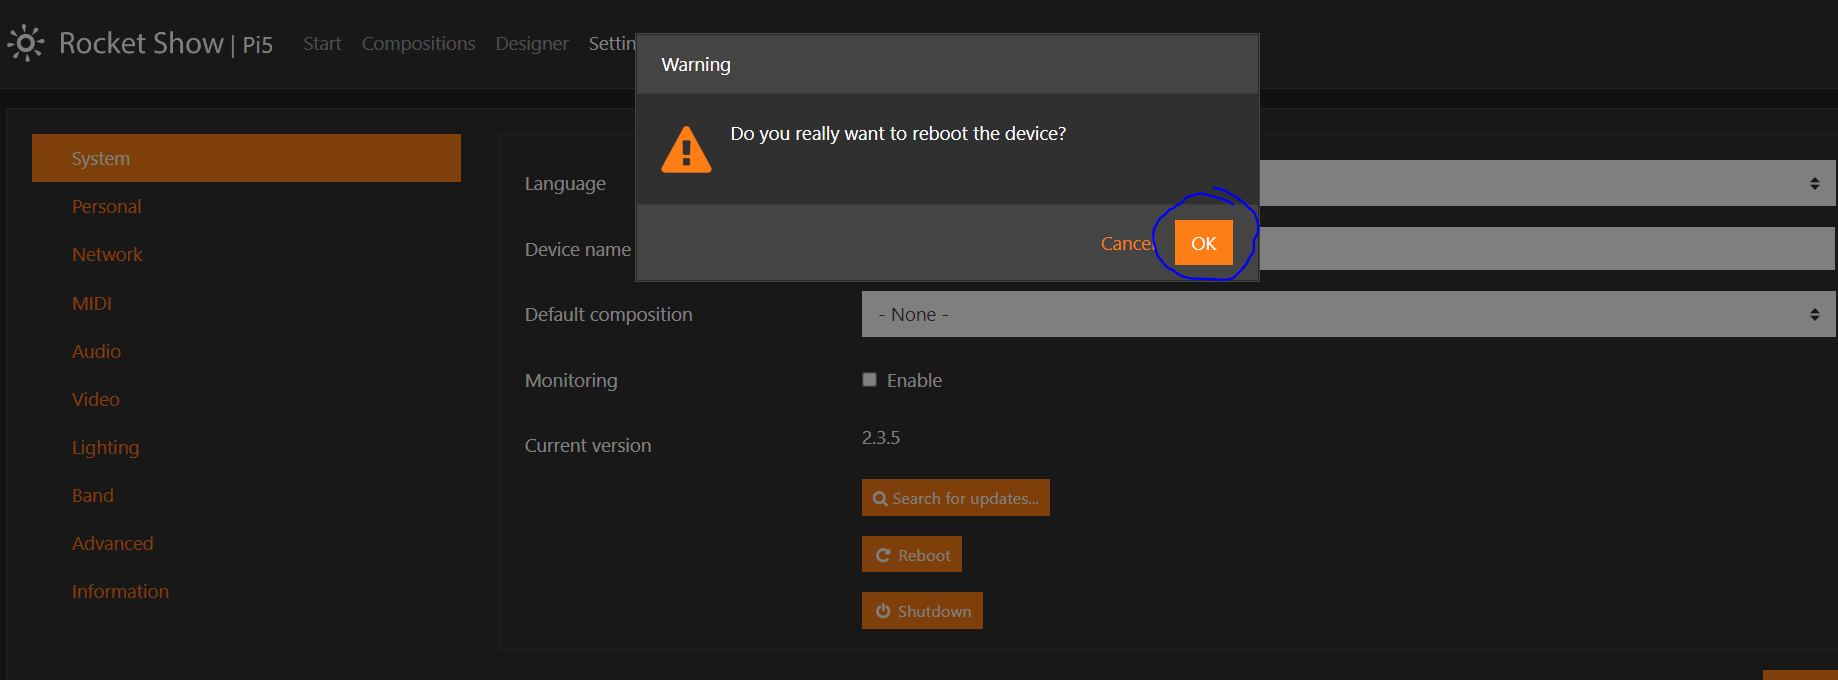 Rocket Show | Pi5 Start Compositions Designer Settin
Warning
Do you really want to reboot the device?
Cancel OK
System
Personal
Network
MIDI
Audio
Video
Lighting
Band
Advanced
Information
Language
Device name
Default composition - None -
Monitoring Enable
Current version 2.3.5
Search for updates...
Reboot
Shutdown